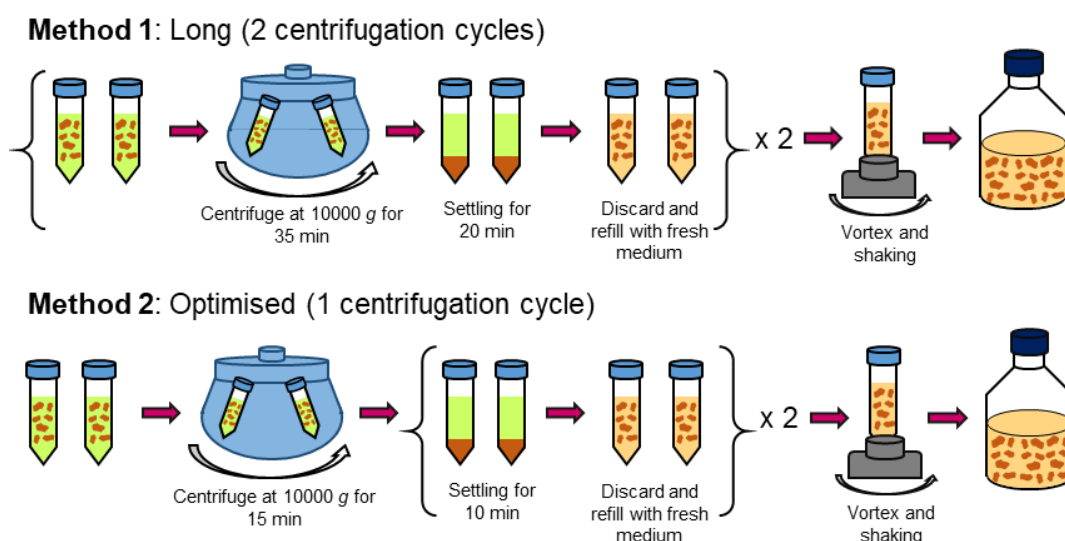 Method 1: Long (2 centrifugation cycles)
x 2
Centrifuge at 10000 g for
35 min
Settling for
20 min
Discard and
refill with fresh
medium
Vortex and
shaking
Method 2: Optimised (1 centrifugation cycle)
x 2
Centrifuge at 10000 g for
15 min
Settling for
10 min
Discard and
refill with fresh
medium
Vortex and
shaking